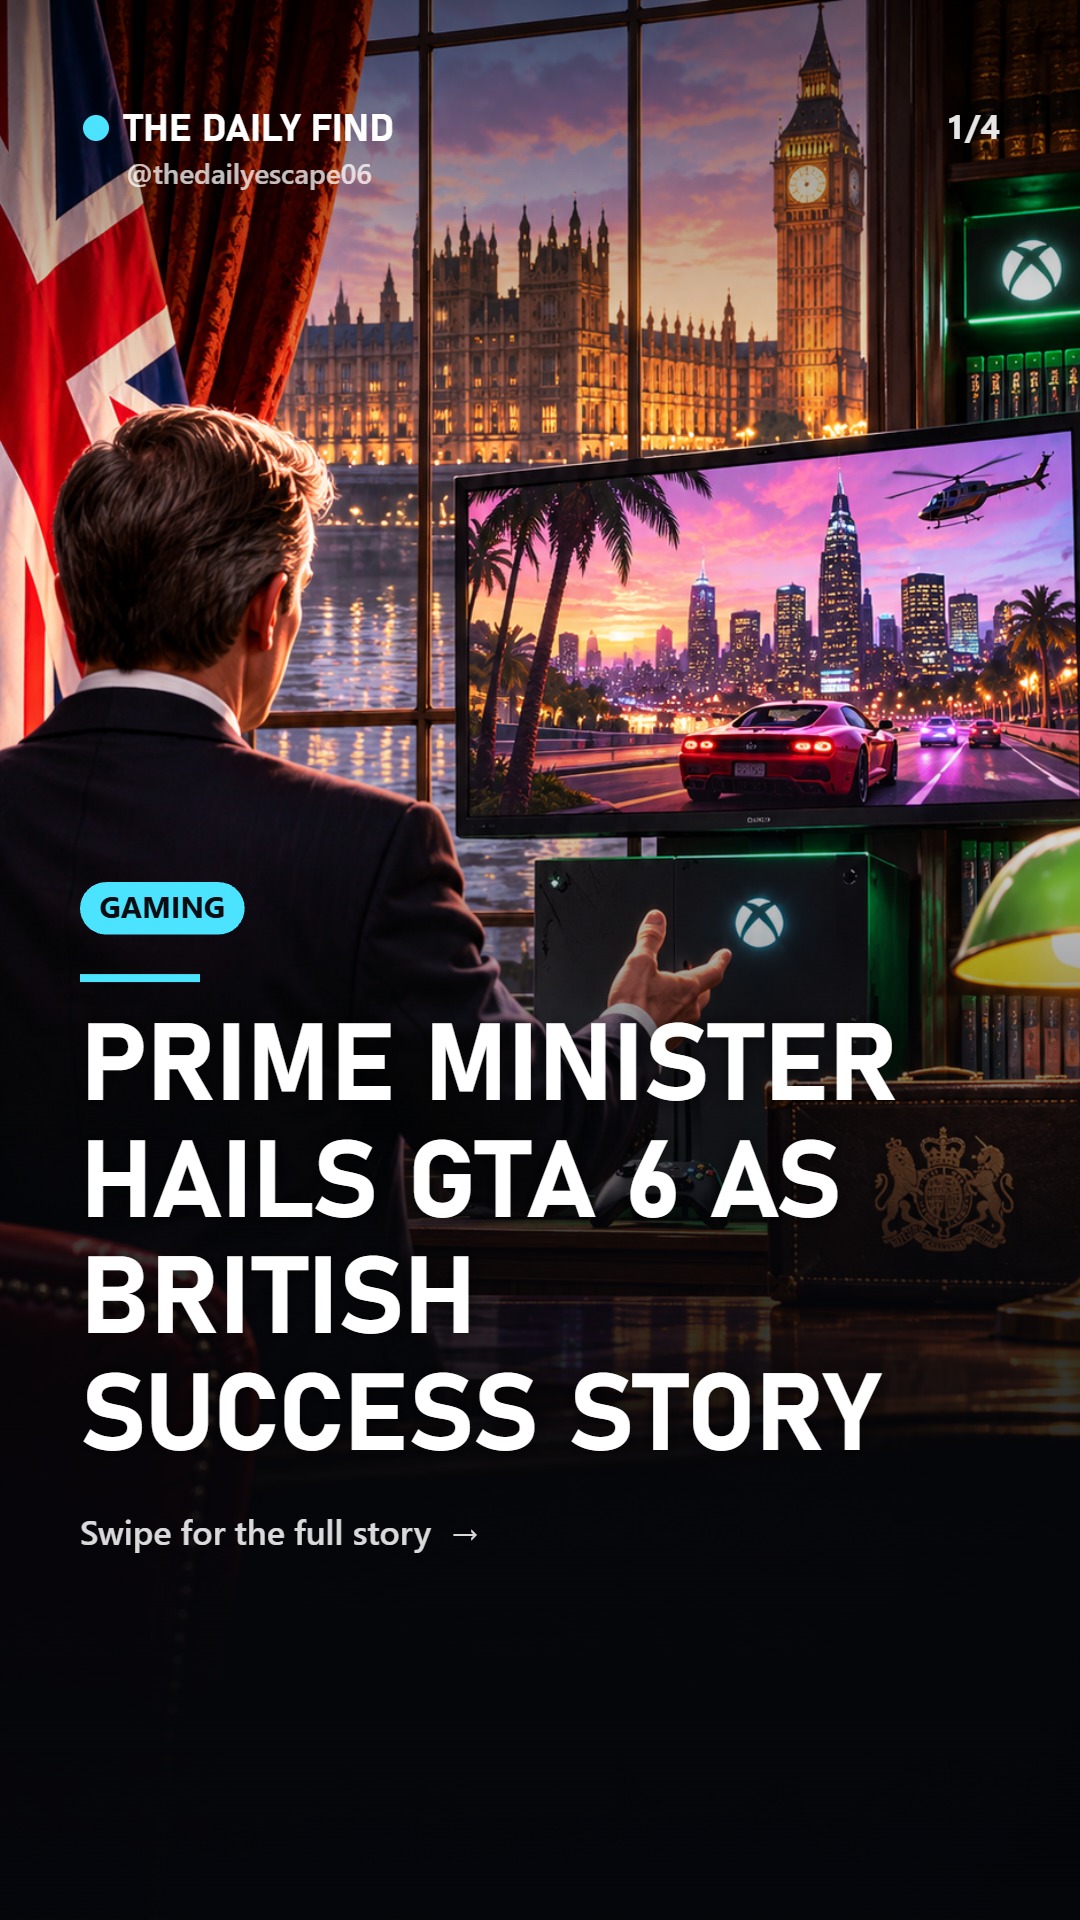 THE DAILY FIND
@thedailyescape06
1/4
GAMING
PRIME MINISTER
HAILS GTA 6 AS
BRITISH
SUCCESS STORY
Swipe for the full story →